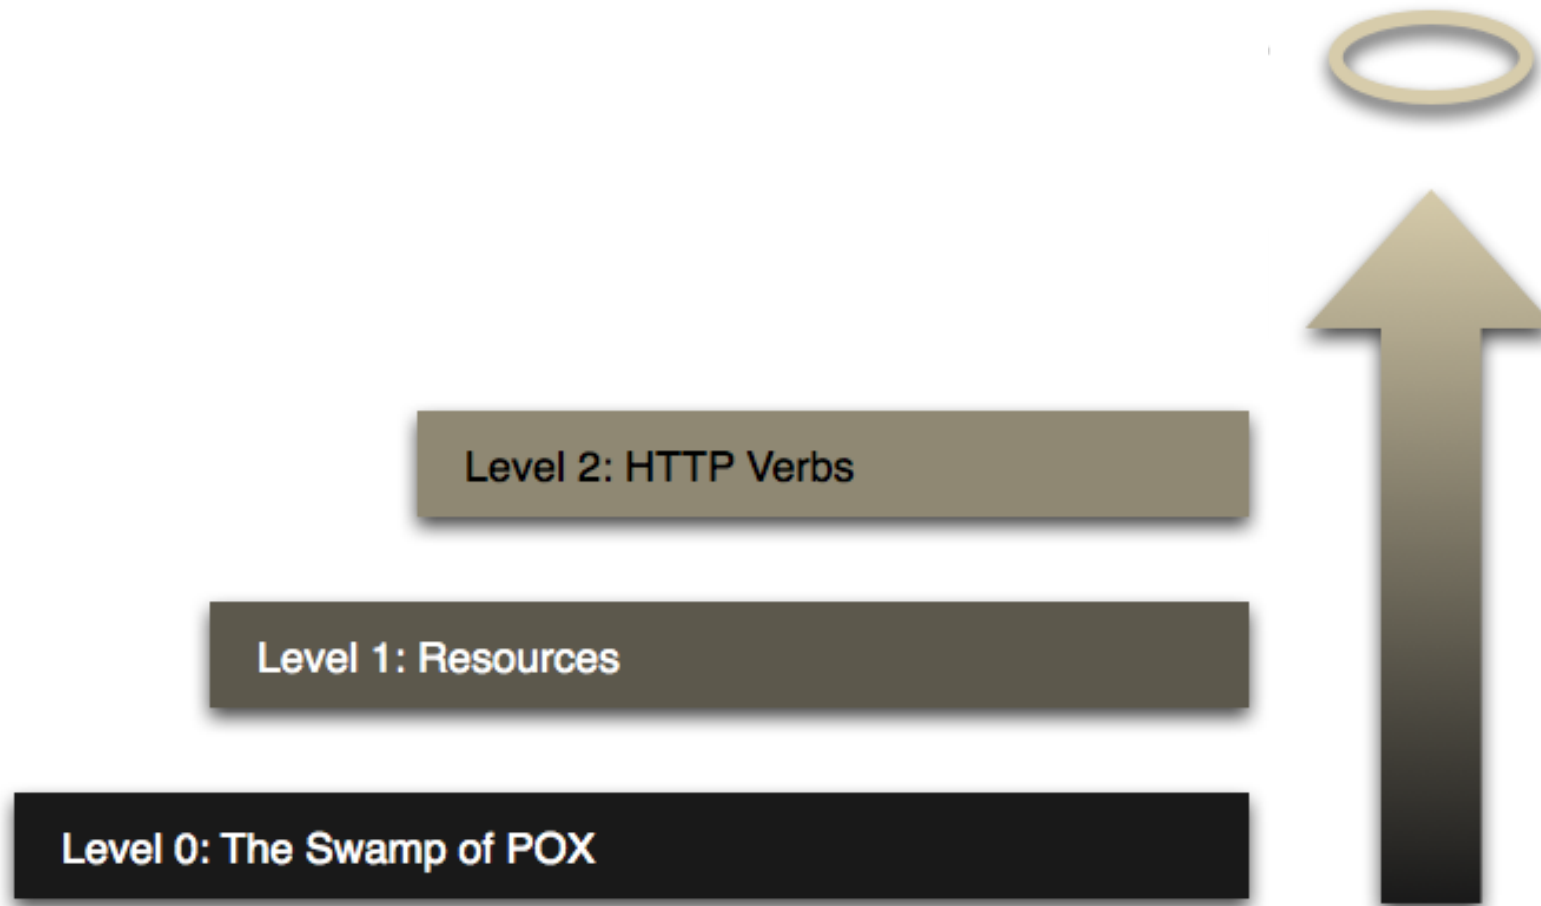 Level 2: HTTP Verbs
Level 1: Resources
Level 0: The Swamp of POX